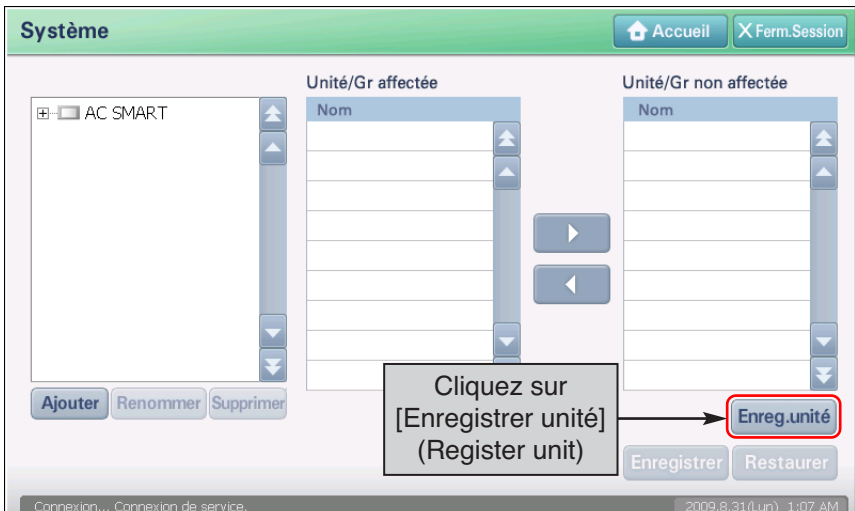 Système
Accueil
X Ferm.Session
Unité/Gr affectée
Unité/Gr non affectée
AC SMART
Nom
Nom
Cliquez sur
[Enregistrer unité]
(Register unit)
Ajouter
Renommer
Supprimer
Enreg.unité
Enregistrer
Restaurer
Connexion... Connexion de service.
2009.8.31(Lun) 1:07 AM